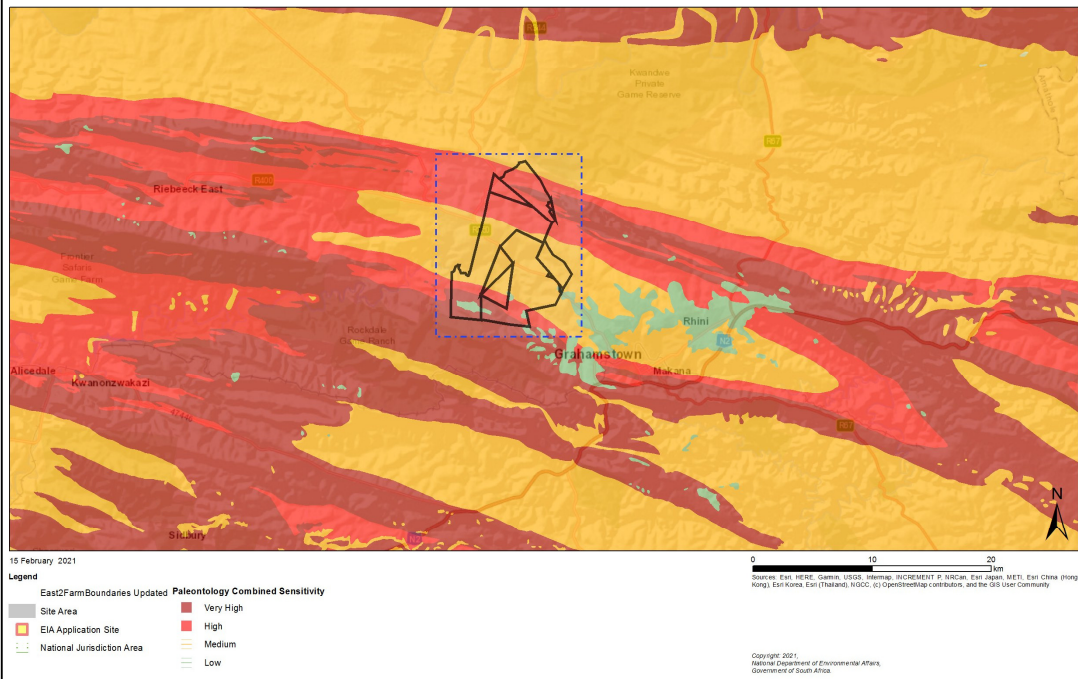 Kwandwe
Private
Game Reserve
R67
Riebeeck East
R400
Frontier
Safaris
Game Farm
Rhini
N2
Rockdale
Game Ranch
Grahamstown
Makana
Alicedale
Kwanonzwakazi
R67
Sidbury
N2
N
15 February 2021
0 10 20
km
Legend
East2FarmBoundaries Updated
Site Area
EIA Application Site
National Jurisdiction Area
Paleontology Combined Sensitivity
Very High
High
Medium
Low
Sources: Esri, HERE, Garmin, USGS, Intermap, INCREMENT P, NRCan, Esri Japan, METI, Esri China (Hong
Kong), Esri Korea, Esri (Thailand), NGCC, (c) OpenStreetMap contributors, and the GIS User Community
Copyright: 2021,
National Department of Environmental Affairs,
Government of South Africa.